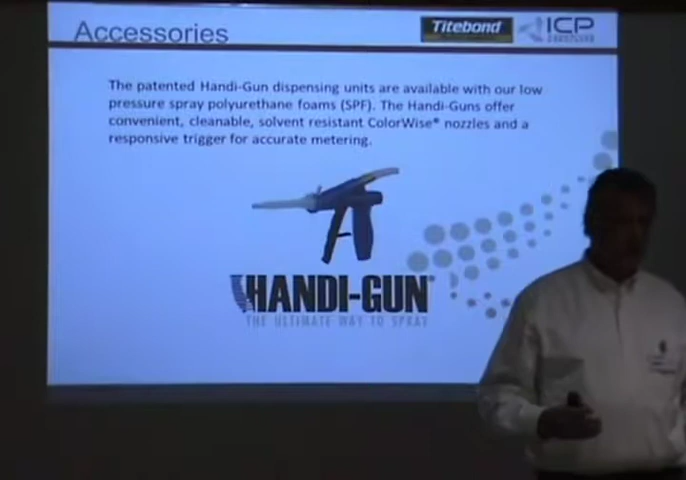 Accessories
Titebond
ICP
The patented Handi-Gun dispensing units are available with our low
pressure spray polyurethane foams (SPF). The Handi-Guns offer
convenient, cleanable, solvent resistant ColorWise® nozzles and a
responsive trigger for accurate metering.
HANDI-GUN®
THE ULTIMATE WAY TO SPRAY